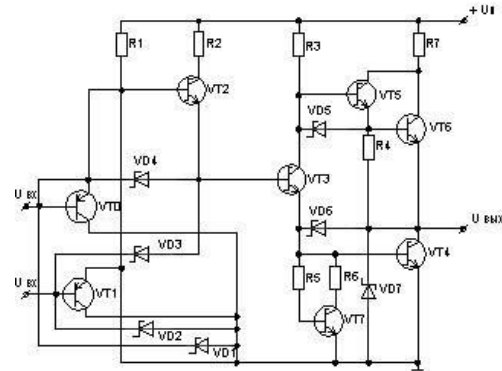 + Uп
R1
R2
R3
R7
VT2
VT5
VD5
VT6
R4
VD4
VT3
U ВХ
VT0
VD6
U ВЫХ
VD3
VT4
U ВХ
VT1
R5
R6
VD7
VD2
VT7
VD1